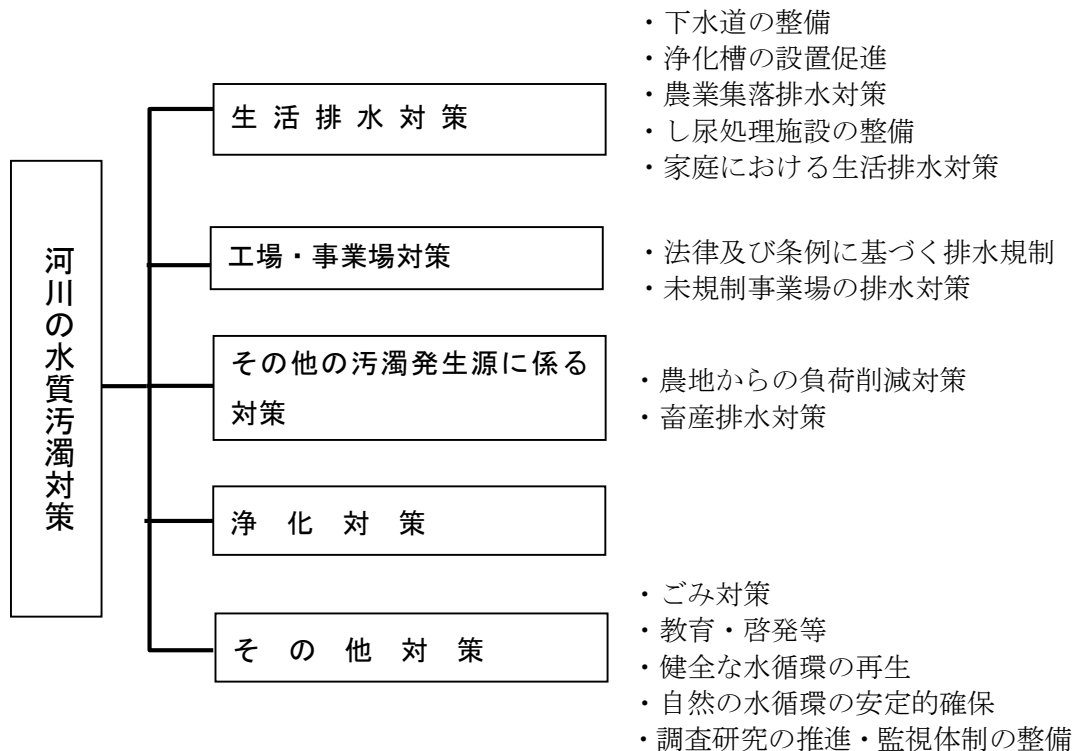 河川の水質汚濁対策
生活排水対策
・下水道の整備
・浄化槽の設置促進
・農業集落排水対策
・し尿処理施設の整備
・家庭における生活排水対策
工場・事業場対策
・法律及び条例に基づく排水規制
・未規制事業場の排水対策
その他の汚濁発生源に係る
対策
・農地からの負荷削減対策
・畜産排水対策
浄化対策
その他対策
・ごみ対策
・教育・啓発等
・健全な水循環の再生
・自然の水循環の安定的確保
・調査研究の推進・監視体制の整備